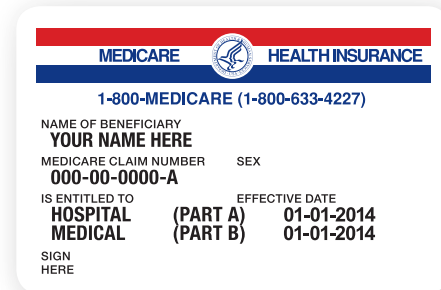 MEDICARE HEALTH INSURANCE
1-800-MEDICARE (1-800-633-4227)
NAME OF BENEFICIARY
YOUR NAME HERE
MEDICARE CLAIM NUMBER SEX
000-00-0000-A
IS ENTITLED TO EFFECTIVE DATE
HOSPITAL (PART A) 01-01-2014
MEDICAL (PART B) 01-01-2014
SIGN
HERE